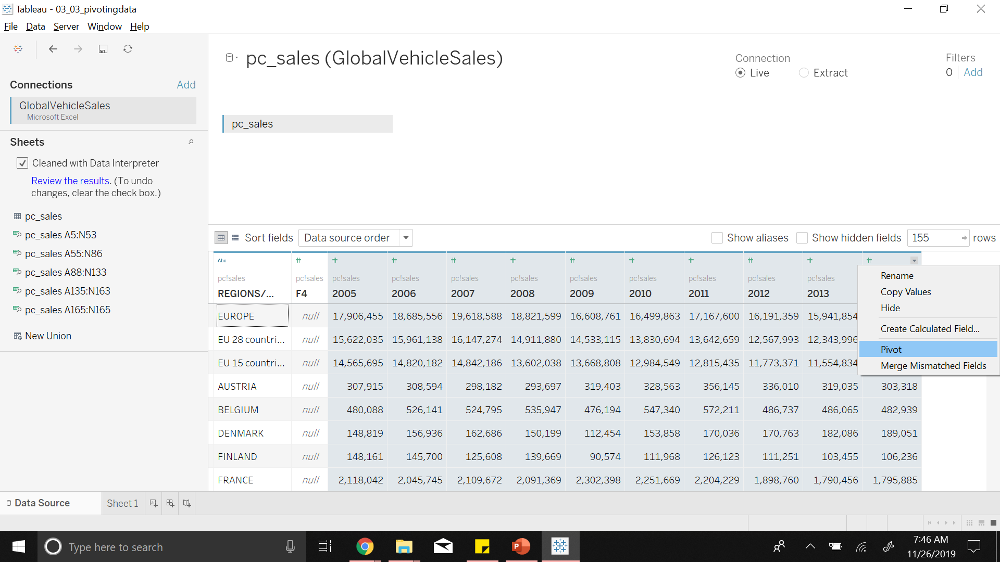 Tableau - 03_03_pivotingdata
File Data Server Window Help
pc_sales (GlobalVehicleSales)
Connection
Live Extract
Filters
0 Add
Connections Add
GlobalVehicleSales
Microsoft Excel
pc_sales
Sheets
Cleaned with Data Interpreter
Review the results. (To undo
changes, clear the check box.)
pc_sales
pc_sales A5:N53
pc_sales A55:N86
pc_sales A88:N133
pc_sales A135:N163
pc_sales A165:N165
New Union
Sort fields Data source order Show aliases Show hidden fields 155 rows
Abc # # # # # # # # # # #
pc!sales pc!sales pc!sales pc!sales pc!sales pc!sales pc!sales pc!sales pc!sales pc!sales pc!sales
REGIONS/... F4 2005 2006 2007 2008 2009 2010 2011 2012 2013
EUROPE null 17,906,455 18,685,556 19,618,588 18,821,599 16,608,761 16,499,863 17,167,600 16,191,359 15,941,854
EU 28 countri... null 15,622,035 15,961,138 16,147,274 14,911,880 14,533,115 13,830,694 13,642,659 12,567,993 12,343,996
EU 15 countri... null 14,565,695 14,820,182 14,842,186 13,602,038 13,668,808 12,984,549 12,815,435 11,773,371 11,554,834
AUSTRIA null 307,915 308,594 298,182 293,697 319,403 328,563 356,145 336,010 319,035 303,318
BELGIUM null 480,088 526,141 524,795 535,947 476,194 547,340 572,211 486,737 486,065 482,939
DENMARK null 148,819 156,936 162,686 150,199 112,454 153,858 170,036 170,763 182,086 189,051
FINLAND null 148,161 145,700 125,608 139,669 90,574 111,968 126,123 111,251 103,455 106,236
FRANCE null 2,118,042 2,045,745 2,109,672 2,091,369 2,302,398 2,251,669 2,204,229 1,898,760 1,790,456 1,795,885
Rename
Copy Values
Hide
Create Calculated Field...
Pivot
Merge Mismatched Fields
Data Source Sheet 1
Type here to search
7:46 AM
11/26/2019